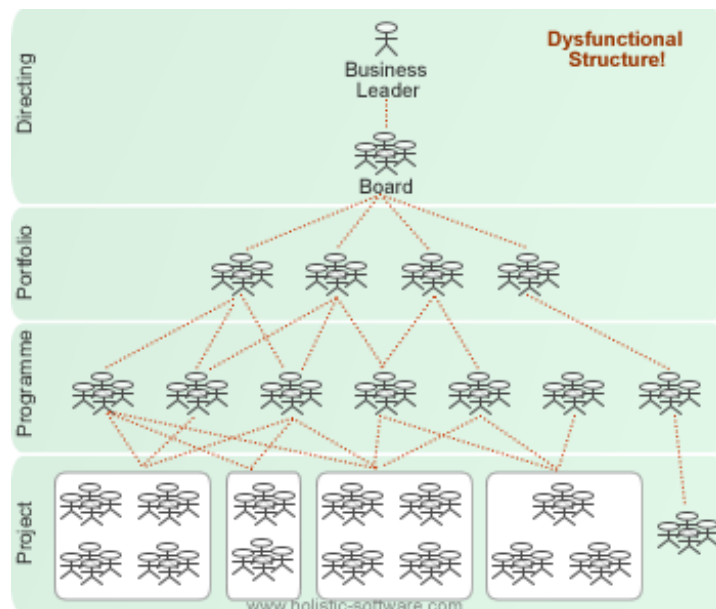 Directing
Dysfunctional
Structure!
Business
Leader
Board
Portfolio
Programme
Project
www.holistic-software.com